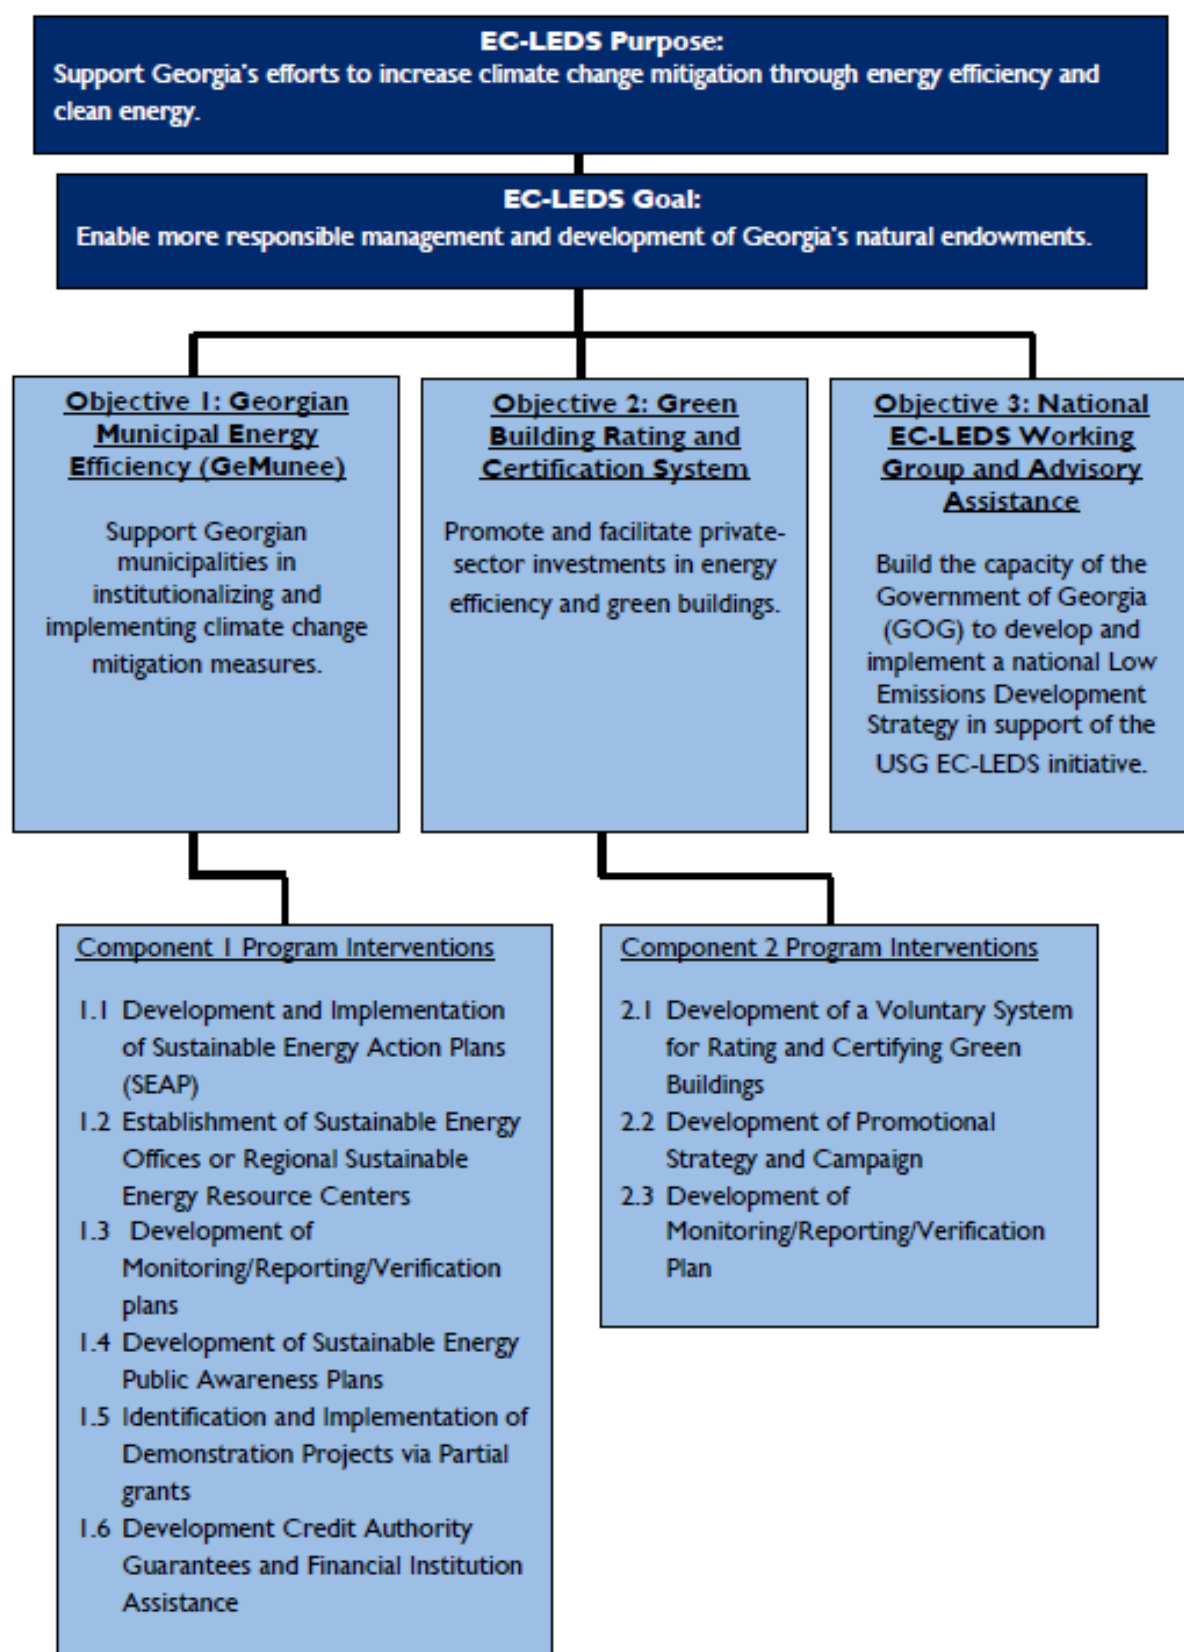 EC-LEDS Purpose:
Support Georgia's efforts to increase climate change mitigation through energy efficiency and
clean energy.
EC-LEDS Goal:
Enable more responsible management and development of Georgia's natural endowments.
Objective 1: Georgian
Municipal Energy
Efficiency (GeMunee)
Support Georgian
municipalities in
institutionalizing and
implementing climate change
mitigation measures.
Objective 2: Green
Building Rating and
Certification System
Promote and facilitate private-
sector investments in energy
efficiency and green buildings.
Objective 3: National
EC-LEDS Working
Group and Advisory
Assistance
Build the capacity of the
Government of Georgia
(GOG) to develop and
implement a national Low
Emissions Development
Strategy in support of the
USG EC-LEDS initiative.
Component 1 Program Interventions
1.1 Development and Implementation
of Sustainable Energy Action Plans
(SEAP)
1.2 Establishment of Sustainable Energy
Offices or Regional Sustainable
Energy Resource Centers
1.3 Development of
Monitoring/Reporting/Verification
plans
1.4 Development of Sustainable Energy
Public Awareness Plans
1.5 Identification and Implementation of
Demonstration Projects via Partial
grants
1.6 Development Credit Authority
Guarantees and Financial Institution
Assistance
Component 2 Program Interventions
2.1 Development of a Voluntary System
for Rating and Certifying Green
Buildings
2.2 Development of Promotional
Strategy and Campaign
2.3 Development of
Monitoring/Reporting/Verification
Plan